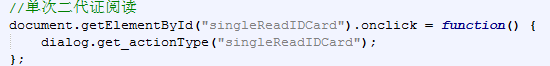 //单次二代证阅读
document.getElementById("singleReadIDCard").onclick = function() {
    dialog.get_actionType("singleReadIDCard");
};